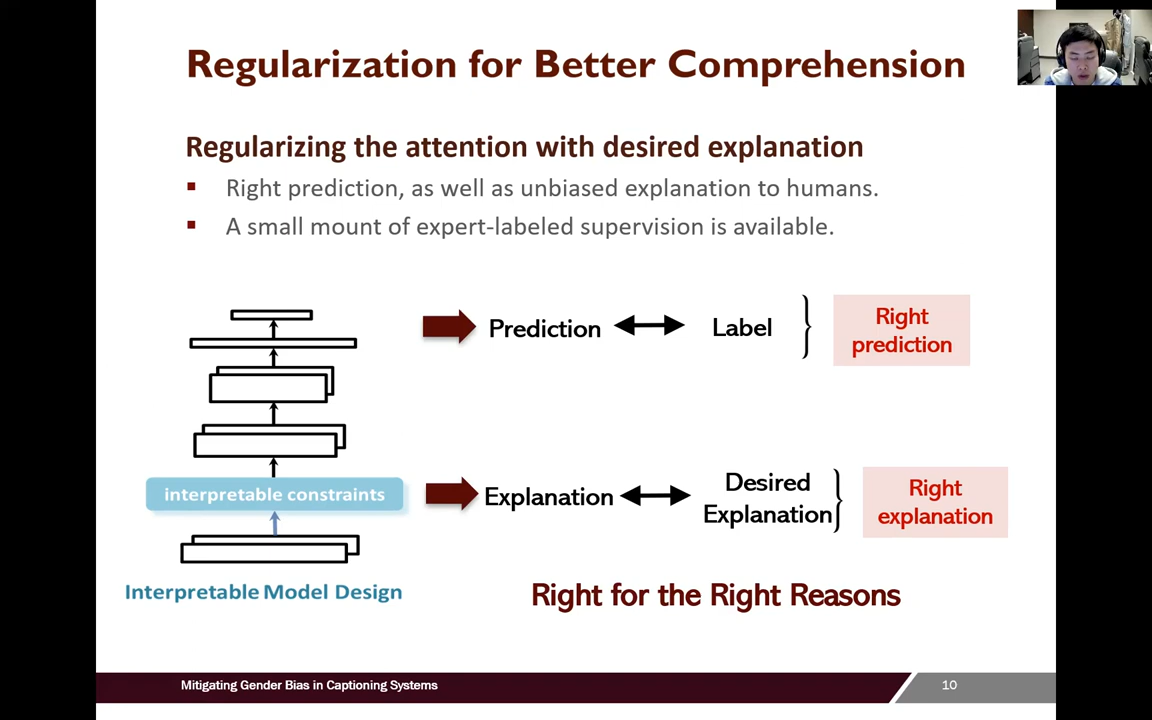 Regularization for Better Comprehension
Regularizing the attention with desired explanation
Right prediction, as well as unbiased explanation to humans.
A small mount of expert-labeled supervision is available.
Prediction
Label
Right
prediction
interpretable constraints
Explanation
Desired
Explanation
Right
explanation
Interpretable Model Design
Right for the Right Reasons
Mitigating Gender Bias in Captioning Systems
10